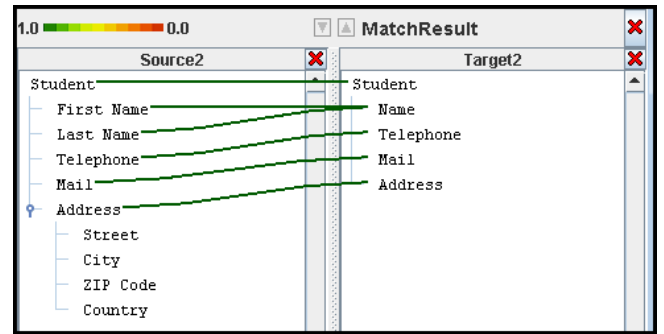 1.0 0.0 MatchResult
Source2
Student
First Name
Last Name
Telephone
Mail
Address
Street
City
ZIP Code
Country
Target2
Student
Name
Telephone
Mail
Address